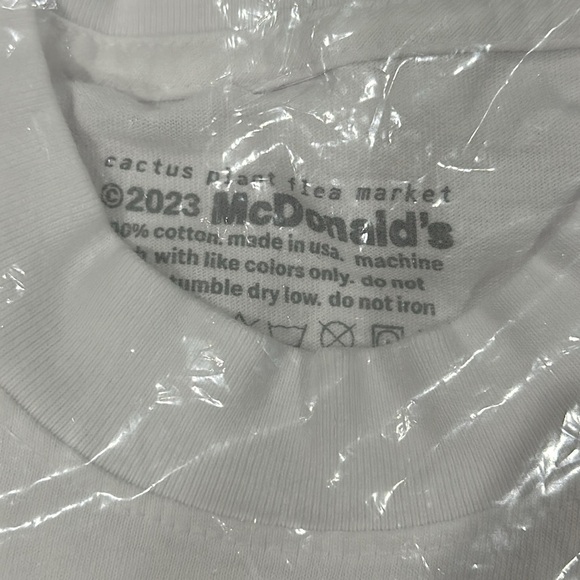 cactus plant flea market
©2023 McDonald's
00% cotton. made in usa. machine
with like colors only. do not
tumble dry low. do not iron